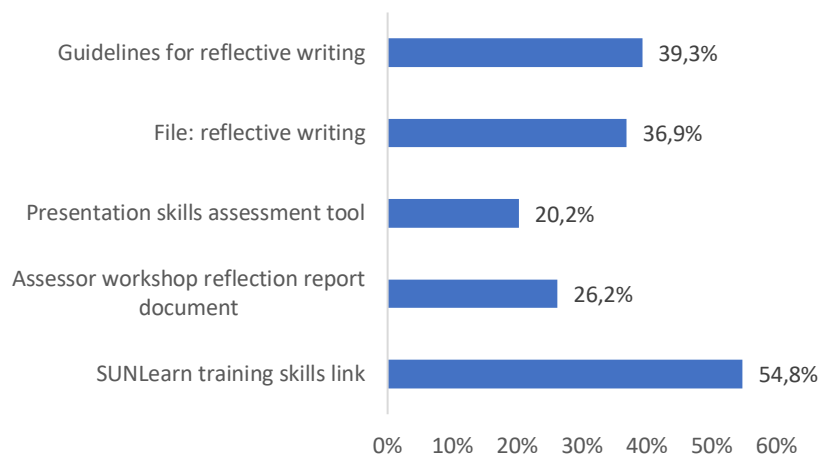 Guidelines for reflective writing
39,3%
File: reflective writing
36,9%
Presentation skills assessment tool
20,2%
Assessor workshop reflection report
document
26,2%
SUNLearn training skills link
54,8%
0% 10% 20% 30% 40% 50% 60%